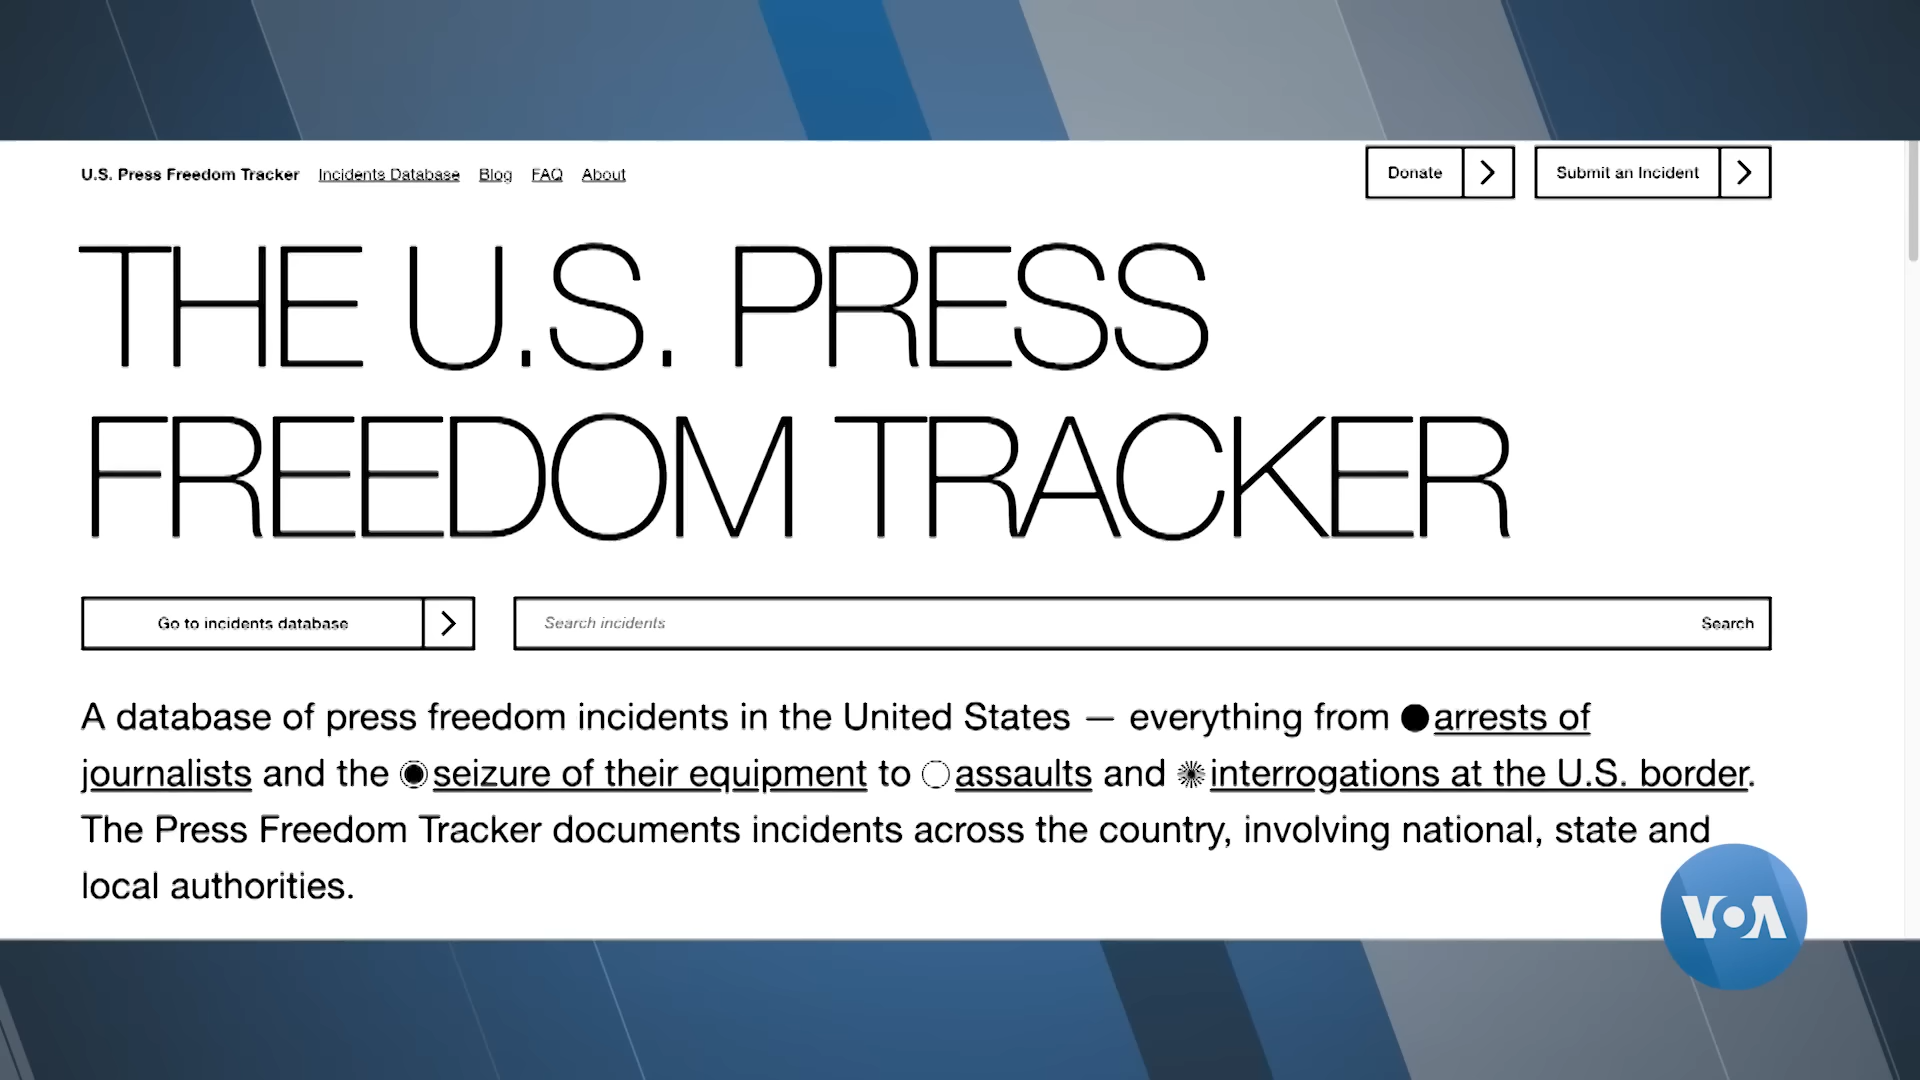 U.S. Press Freedom Tracker Incidents Database Blog FAQ About Donate Submit an Incident
THE U.S. PRESS
FREEDOM TRACKER
Go to incidents database Search incidents Search
A database of press freedom incidents in the United States — everything from arrests of
journalists and the seizure of their equipment to assaults and interrogations at the U.S. border.
The Press Freedom Tracker documents incidents across the country, involving national, state and
local authorities.
VOA